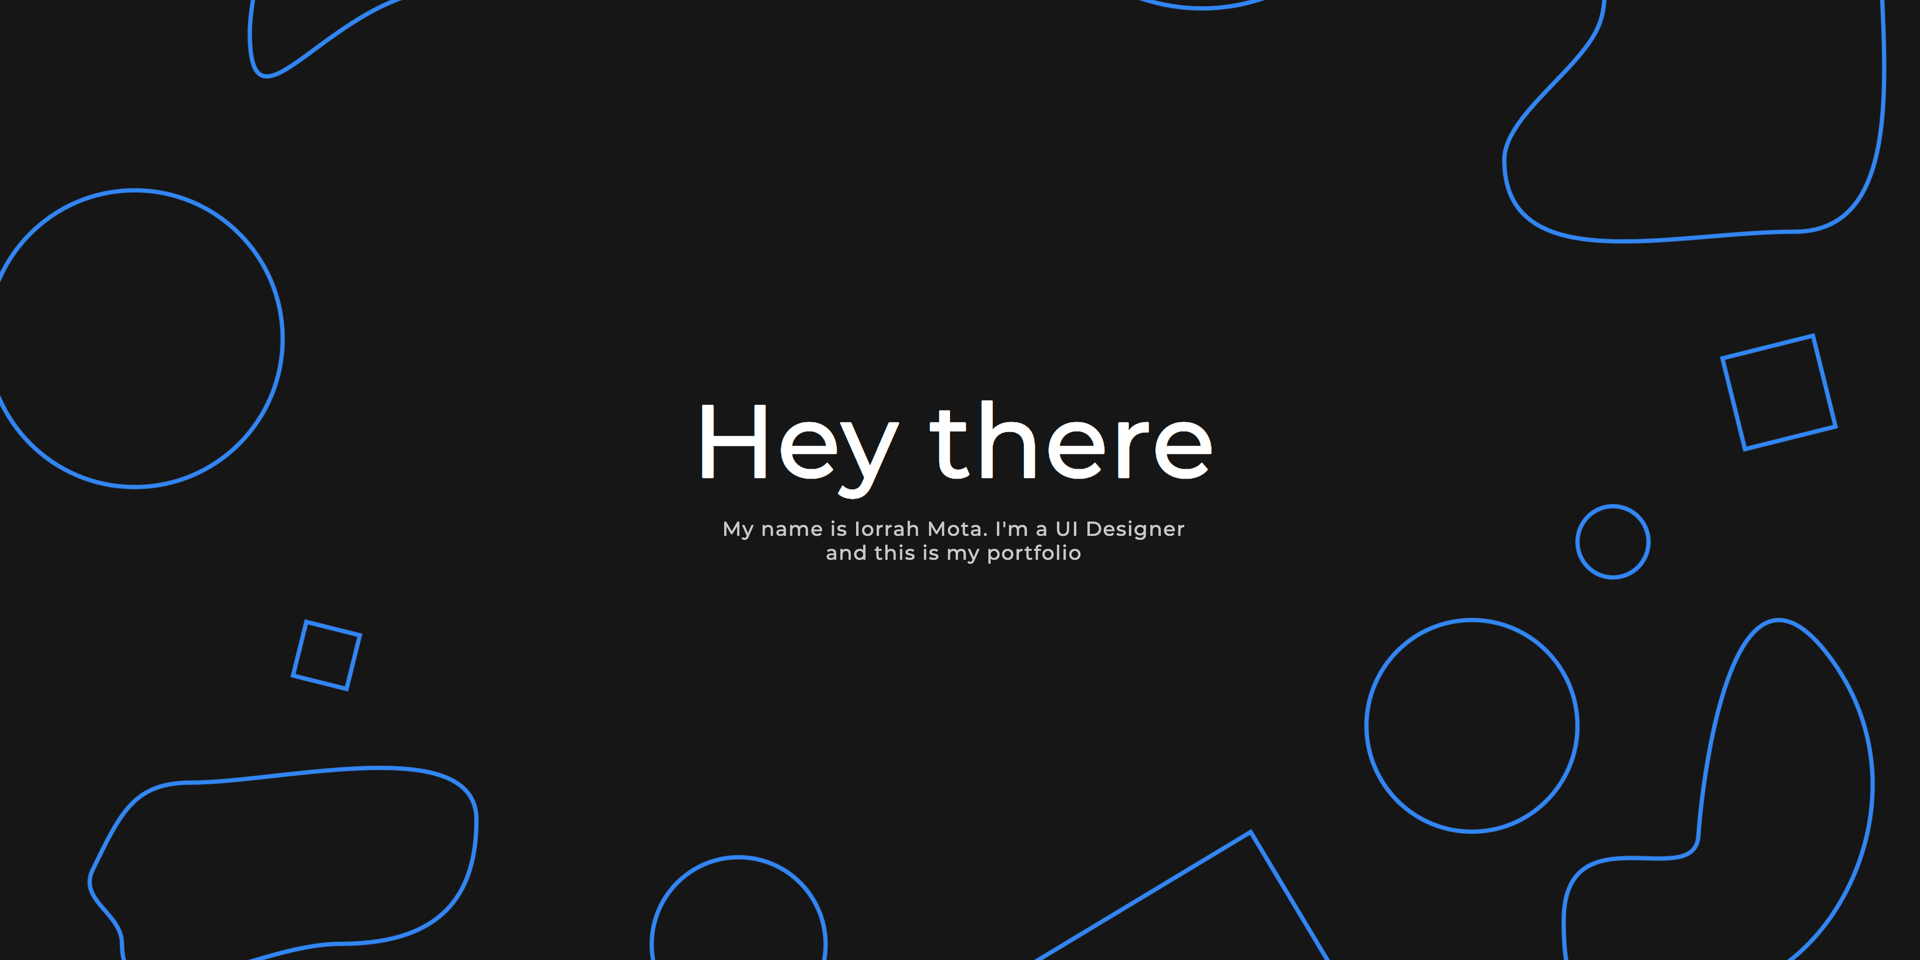 Hey there
My name is Iorrah Mota. I'm a UI Designer
and this is my portfolio